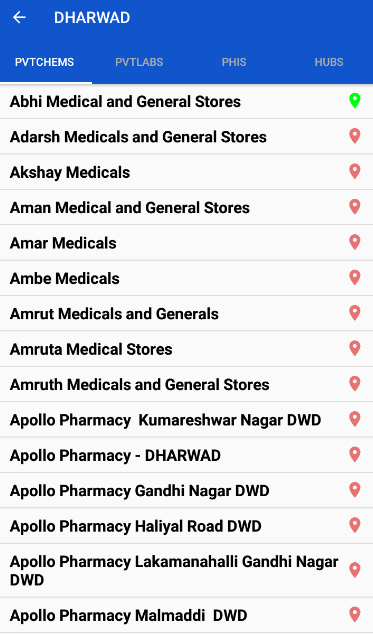 DHARWAD
PVTCHEMS PVTLABS PHIS HUBS
Abhi Medical and General Stores
Adarsh Medicals and General Stores
Akshay Medicals
Aman Medical and General Stores
Amar Medicals
Ambe Medicals
Amrut Medicals and Generals
Amruta Medical Stores
Amruth Medicals and General Stores
Apollo Pharmacy  Kumareshwar Nagar DWD
Apollo Pharmacy - DHARWAD
Apollo Pharmacy Gandhi Nagar DWD
Apollo Pharmacy Haliyal Road DWD
Apollo Pharmacy Lakamanahalli Gandhi Nagar
DWD
Apollo Pharmacy Malmaddi  DWD